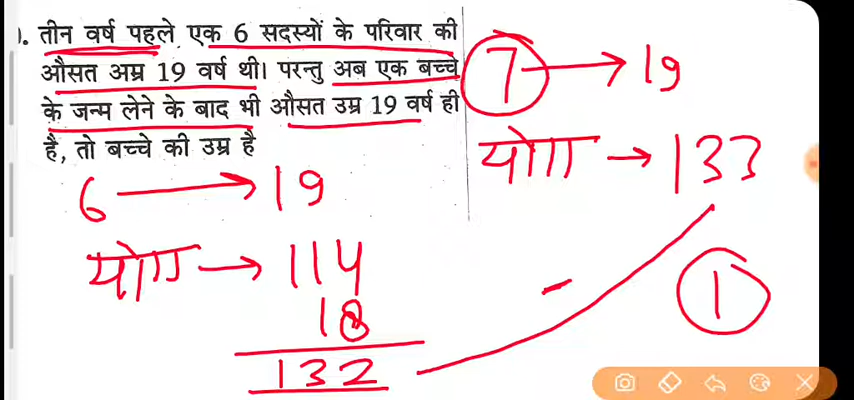 ). तीन वर्ष पहले एक 6 सदस्यों के परिवार की
औसत अम्र 19 वर्ष थी। परन्तु अब एक बच्चे
के जन्म लेने के बाद भी औसत उम्र 19 वर्ष ही
है, तो बच्चे की उम्र है
6 → 19
योग → 114
18
132
7 → 19
योग → 133
-
1